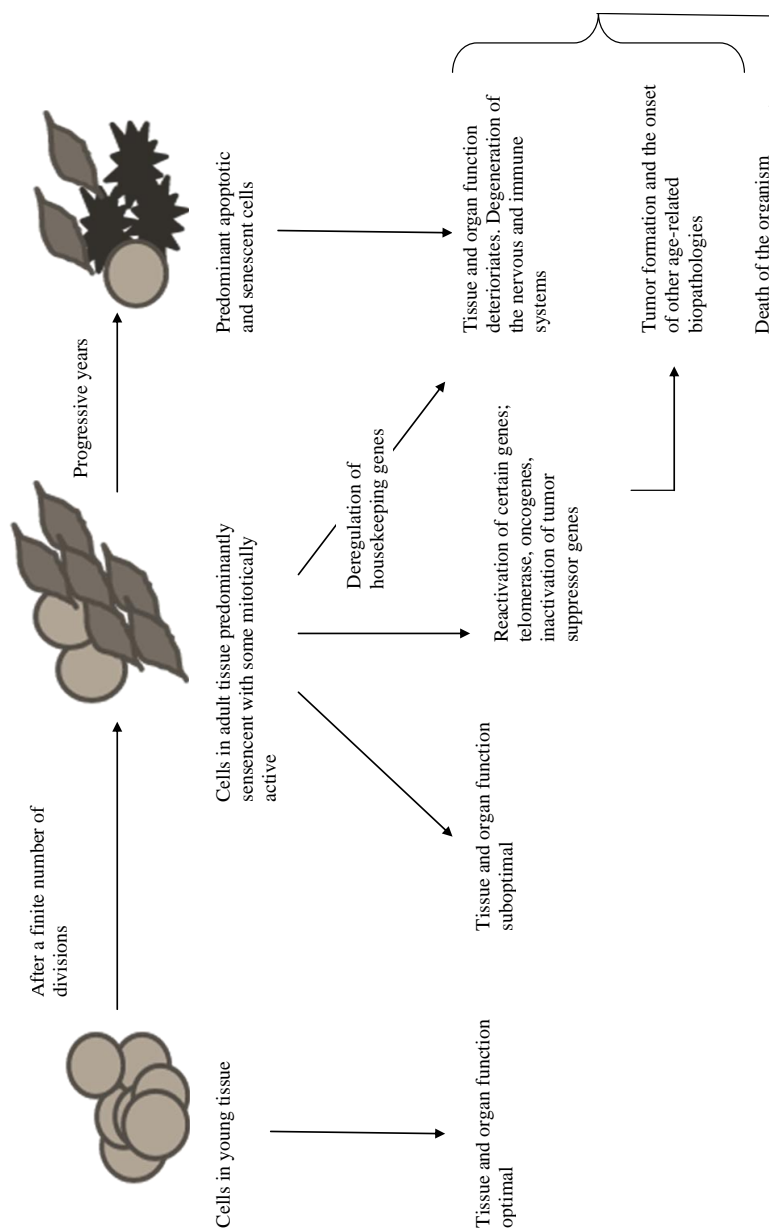 After a finite number of
divisions
Progressive years
Cells in young tissue
Cells in adult tissue predominantly
sensencent with some mitotically
active
Predominant apoptotic
and senescent cells
Deregulation of
housekeeping genes
Tissue and organ function
optimal
Tissue and organ function
suboptimal
Reactivation of certain genes;
telomerase, oncogenes,
inactivation of tumor
suppressor genes
Tissue and organ function
deterioriates. Degeneration of
the nervous and immune
systems
Tumor formation and the onset
of other age-related
biopathologies
Death of the organism